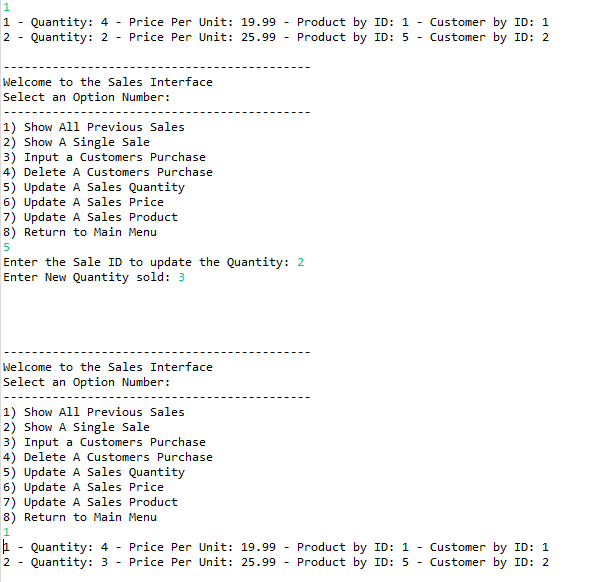 1
1 - Quantity: 4 - Price Per Unit: 19.99 - Product by ID: 1 - Customer by ID: 1
2 - Quantity: 2 - Price Per Unit: 25.99 - Product by ID: 5 - Customer by ID: 2
--------------------------------------------
Welcome to the Sales Interface
Select an Option Number:
--------------------------------------------
1) Show All Previous Sales
2) Show A Single Sale
3) Input a Customers Purchase
4) Delete A Customers Purchase
5) Update A Sales Quantity
6) Update A Sales Price
7) Update A Sales Product
8) Return to Main Menu
5
Enter the Sale ID to update the Quantity: 2
Enter New Quantity sold: 3
--------------------------------------------
Welcome to the Sales Interface
Select an Option Number:
--------------------------------------------
1) Show All Previous Sales
2) Show A Single Sale
3) Input a Customers Purchase
4) Delete A Customers Purchase
5) Update A Sales Quantity
6) Update A Sales Price
7) Update A Sales Product
8) Return to Main Menu
1
1 - Quantity: 4 - Price Per Unit: 19.99 - Product by ID: 1 - Customer by ID: 1
2 - Quantity: 3 - Price Per Unit: 25.99 - Product by ID: 5 - Customer by ID: 2